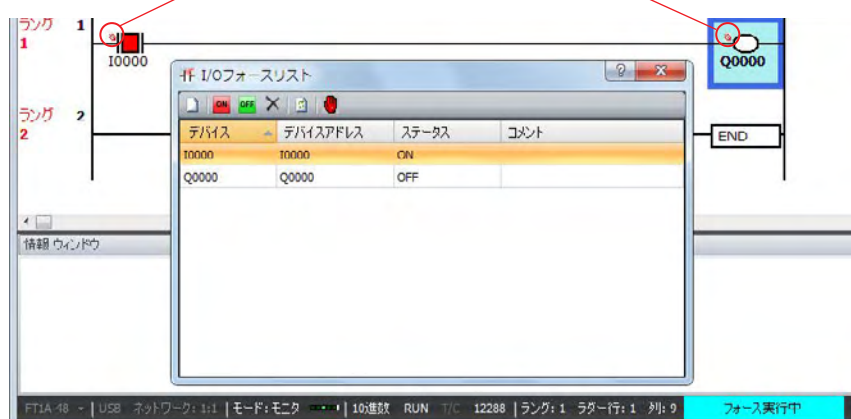 ラング 1
1
I0000
Q0000
I/Oフォースリスト
ON OFF
デバイス デバイスアドレス ステータス コメント
I0000 I0000 ON
Q0000 Q0000 OFF
ラング 2
2
END
情報 ウィンドウ
FT1A-48 - | USB ネットワーク: 1:1 | モード: モニタ | 10進数 RUN T/C 12288 | ラング: 1 ラダー行: 1 列: 9 フォース実行中